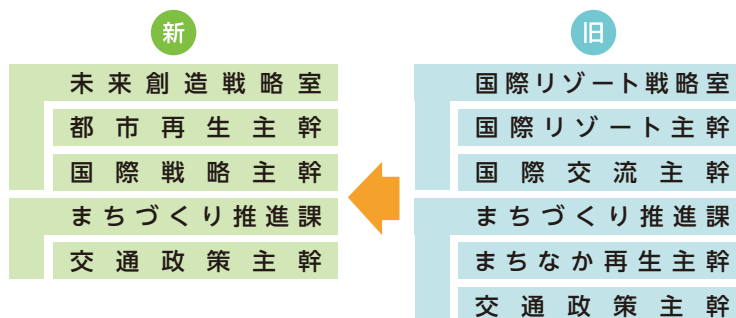 新
未来創造戦略室
都市再生主幹
国際戦略主幹
まちづくり推進課
交通政策主幹
旧
国際リゾート戦略室
国際リゾート主幹
国際交流主幹
まちづくり推進課
まちなか再生主幹
交通政策主幹